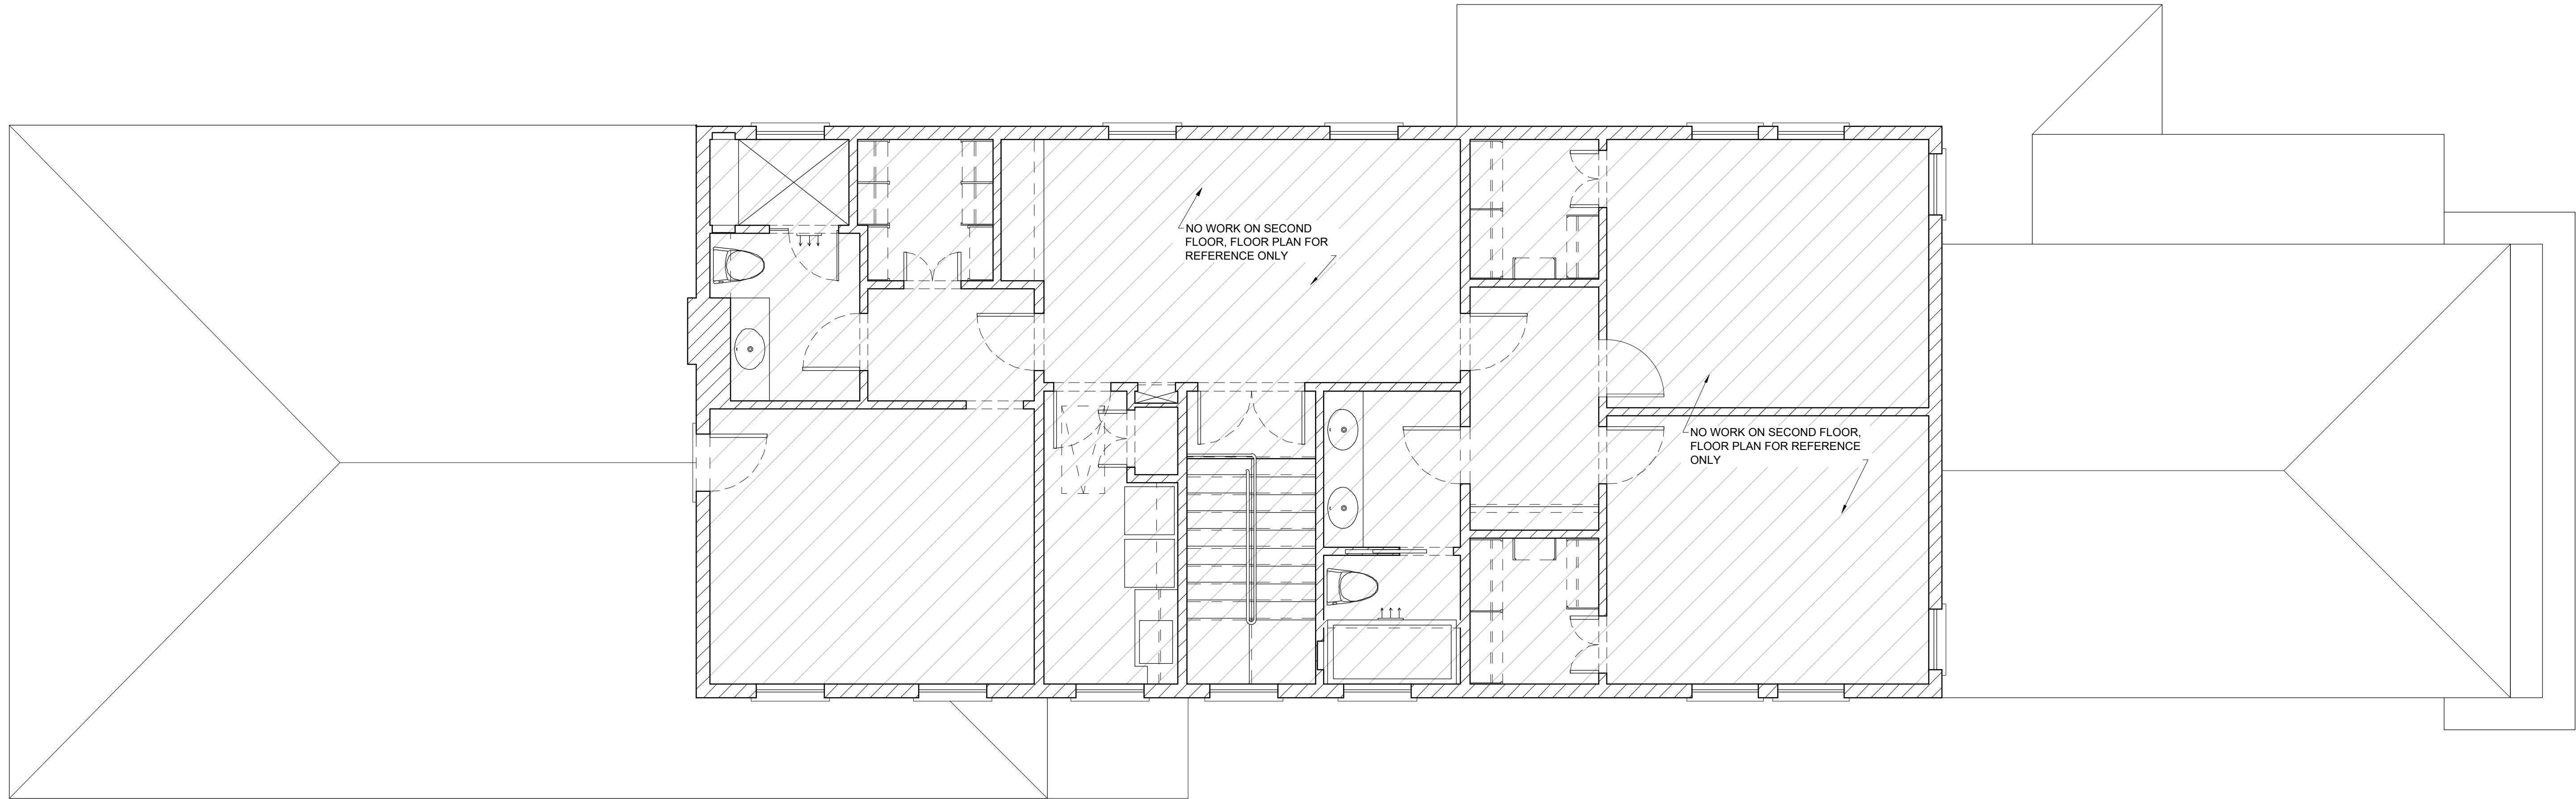 NO WORK ON SECOND
FLOOR, FLOOR PLAN FOR
REFERENCE ONLY
NO WORK ON SECOND FLOOR,
FLOOR PLAN FOR REFERENCE
ONLY